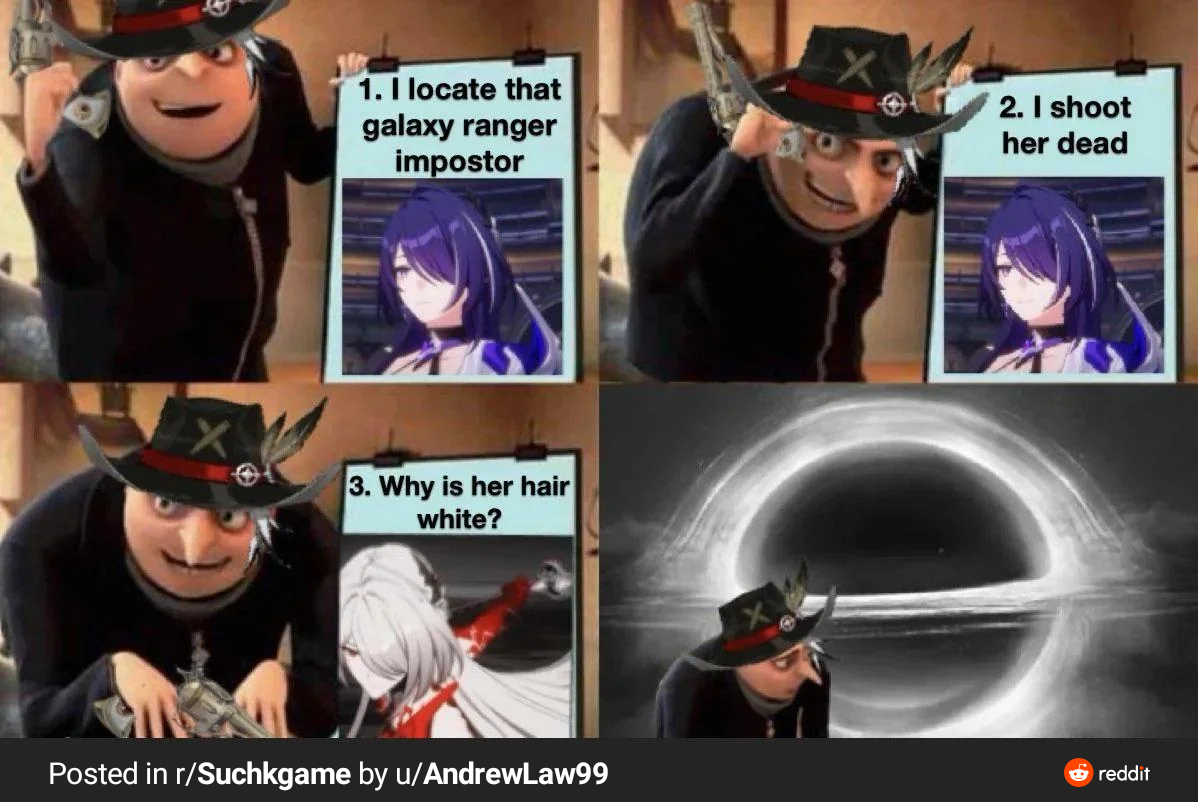 1. I locate that
galaxy ranger
impostor
2. I shoot
her dead
3. Why is her hair
white?
Posted in r/Suchkgame by u/AndrewLaw99
reddit